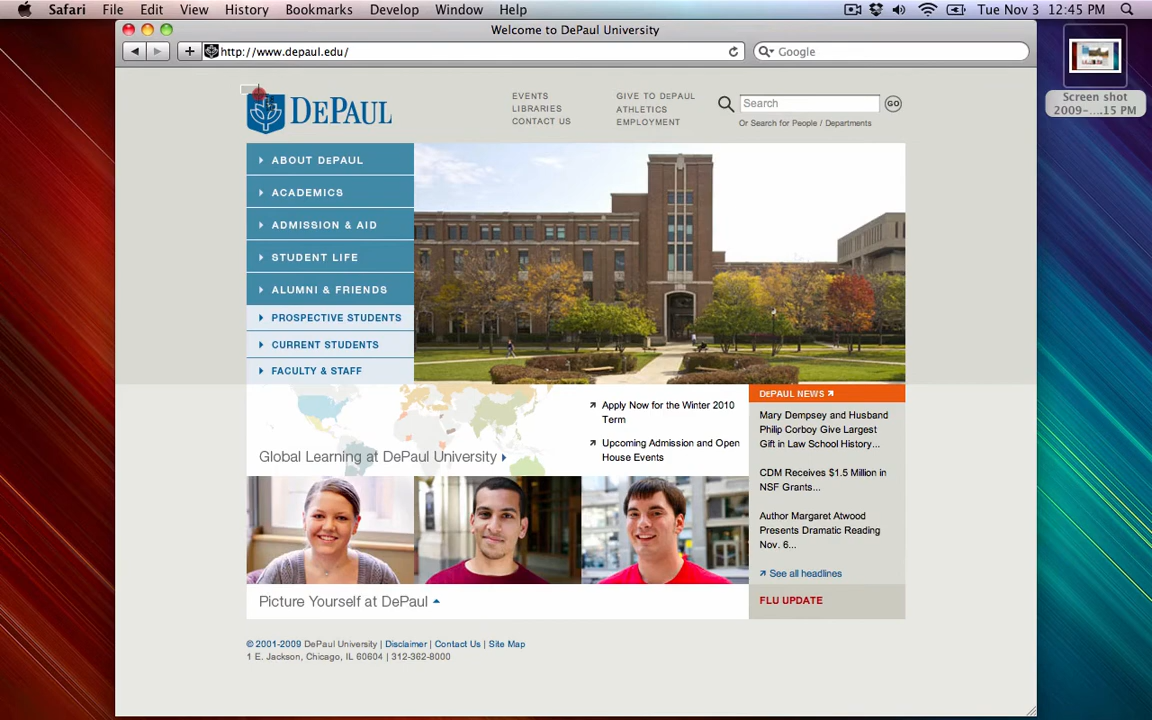 Safari File Edit View History Bookmarks Develop Window Help
Tue Nov 3 12:45 PM
Welcome to DePaul University
http://www.depaul.edu/
Google
Screen shot
2009-....15 PM
DEPAUL
EVENTS
LIBRARIES
CONTACT US
GIVE TO DEPAUL
ATHLETICS
EMPLOYMENT
Search
GO
Or Search for People / Departments
ABOUT DEPAUL
ACADEMICS
ADMISSION & AID
STUDENT LIFE
ALUMNI & FRIENDS
PROSPECTIVE STUDENTS
CURRENT STUDENTS
FACULTY & STAFF
Global Learning at DePaul University
Apply Now for the Winter 2010
Term
Upcoming Admission and Open
House Events
DEPAUL NEWS
Mary Dempsey and Husband
Philip Corboy Give Largest
Gift in Law School History...
CDM Receives $1.5 Million in
NSF Grants...
Author Margaret Atwood
Presents Dramatic Reading
Nov. 6...
See all headlines
Picture Yourself at DePaul
FLU UPDATE
© 2001-2009 DePaul University | Disclaimer | Contact Us | Site Map
1 E. Jackson, Chicago, IL 60604 | 312-362-8000